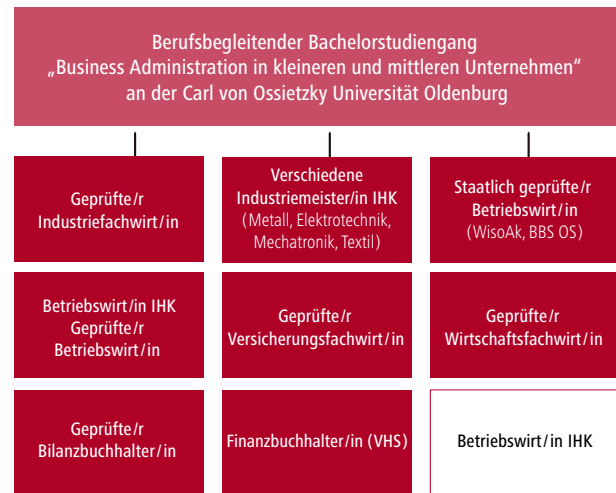 Berufsbegleitender Bachelorstudiengang
„Business Administration in kleineren und mittleren Unternehmen“
an der Carl von Ossietzky Universität Oldenburg
Geprüfte/r
Industriefachwirt/in
Verschiedene
Industriemeister/in IHK
(Metall, Elektrotechnik,
Mechatronik, Textil)
Staatlich geprüfte/r
Betriebswirt/in
(WisoAk, BBS OS)
Betriebswirt/in IHK
Geprüfte/r
Betriebswirt/in
Geprüfte/r
Versicherungsfachwirt/in
Geprüfte/r
Wirtschaftsfachwirt/in
Geprüfte/r
Bilanzbuchhalter/in
Finanzbuchhalter/in (VHS)
Betriebswirt/in IHK